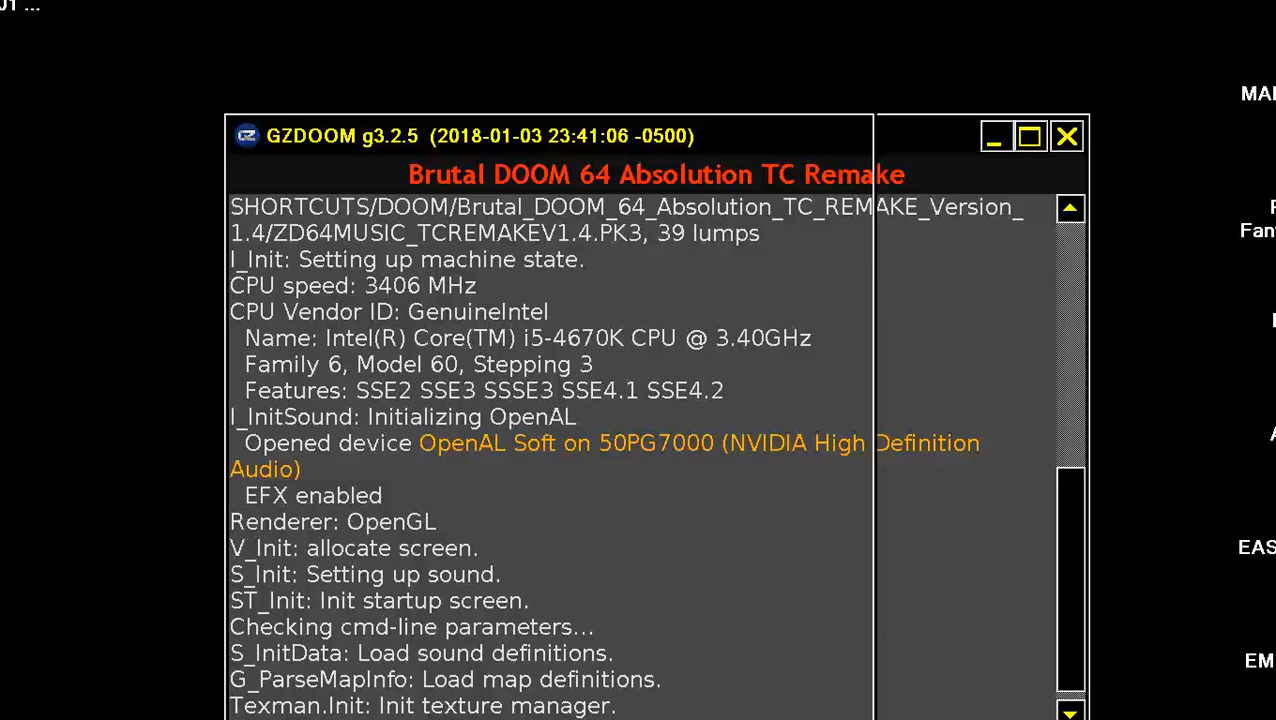 J1 ...
MAI
GZDOOM g3.2.5 (2018-01-03 23:41:06 -0500)
Brutal DOOM 64 Absolution TC Remake
SHORTCUTS/DOOM/Brutal_DOOM_64_Absolution_TC_REMAKE_Version_
1.4/ZD64MUSIC_TCREMAKEV1.4.PK3, 39 lumps
Fan
I_Init: Setting up machine state.
CPU speed: 3406 MHz
CPU Vendor ID: GenuineIntel
Name: Intel(R) Core(TM) i5-4670K CPU @ 3.40GHz
Family 6, Model 60, Stepping 3
Features: SSE2 SSE3 SSSE3 SSE4.1 SSE4.2
I_InitSound: Initializing OpenAL
Opened device OpenAL Soft on 50PG7000 (NVIDIA High Definition
Audio)
EFX enabled
Renderer: OpenGL
V_Init: allocate screen.
EAS
S_Init: Setting up sound.
ST_Init: Init startup screen.
Checking cmd-line parameters...
S_InitData: Load sound definitions.
EM
G_ParseMapInfo: Load map definitions.
Texman.Init: Init texture manager.